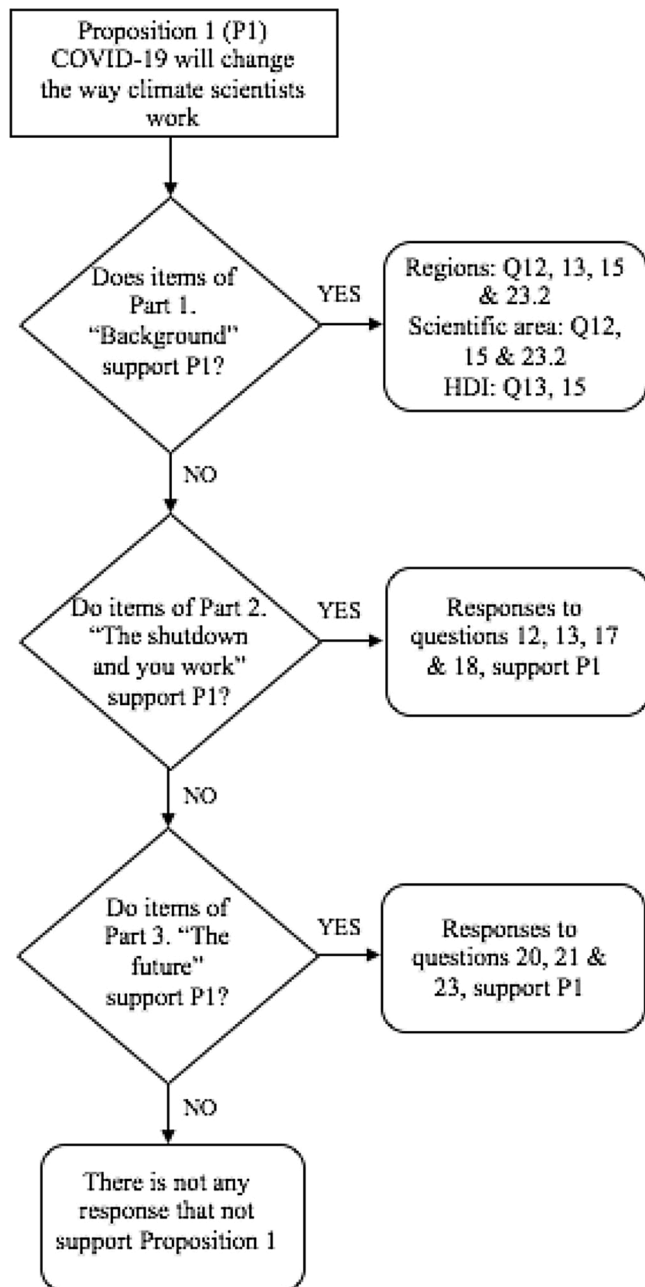 Proposition 1 (P1)
COVID-19 will change
the way climate scientists
work
Does items of
Part 1.
“Background”
support P1?
YES
Regions: Q12, 13, 15
& 23.2
Scientific area: Q12,
15 & 23.2
HDI: Q13, 15
NO
Do items of Part 2.
“The shutdown
and you work”
support P1?
YES
Responses to
questions 12, 13, 17
& 18, support P1
NO
Do items of
Part 3. “The
future”
support P1?
YES
Responses to
questions 20, 21 &
23, support P1
NO
There is not any
response that not
support Proposition 1